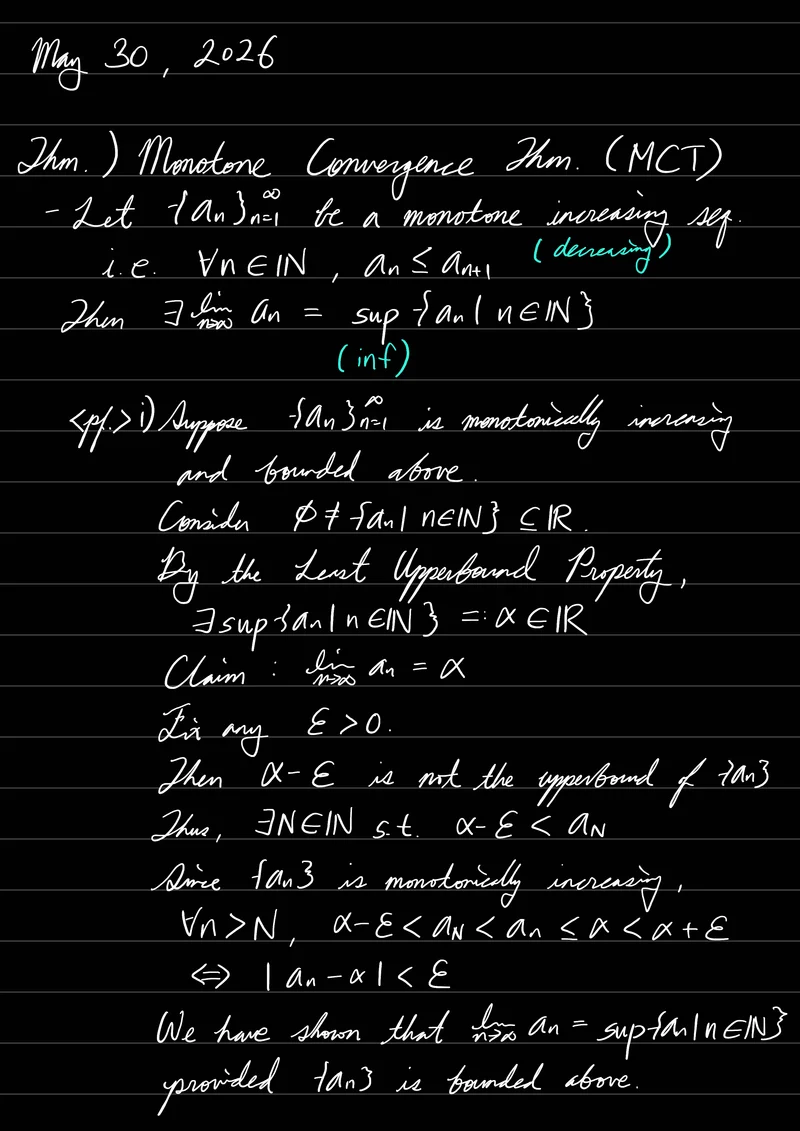 May 30, 2026
Thm.) Monotone Convergence Thm. (MCT)
- Let {an}n=1^∞ be a monotone increasing seq.
(decreasing)
i.e. ∀n∈ℕ, an ≤ an+1
Then ∃ lim n→∞ an = sup {an | n∈ℕ}
(inf)
<pf.> i) Suppose {an}n=1^∞ is monotonically increasing
and bounded above.
Consider ∅ ≠ {an | n∈ℕ} ⊆ ℝ.
By the Least Upperbound Property,
∃ sup {an | n∈ℕ} =: α ∈ ℝ
Claim : lim n→∞ an = α
Fix any ε > 0.
Then α - ε is not the upperbound of {an}
Thus, ∃N∈ℕ s.t. α - ε < aN
Since {an} is monotonically increasing,
∀n > N, α - ε < aN < an ≤ α < α + ε
⇔ | an - α | < ε
We have shown that lim n→∞ an = sup{an | n∈ℕ}
provided {an} is bounded above.